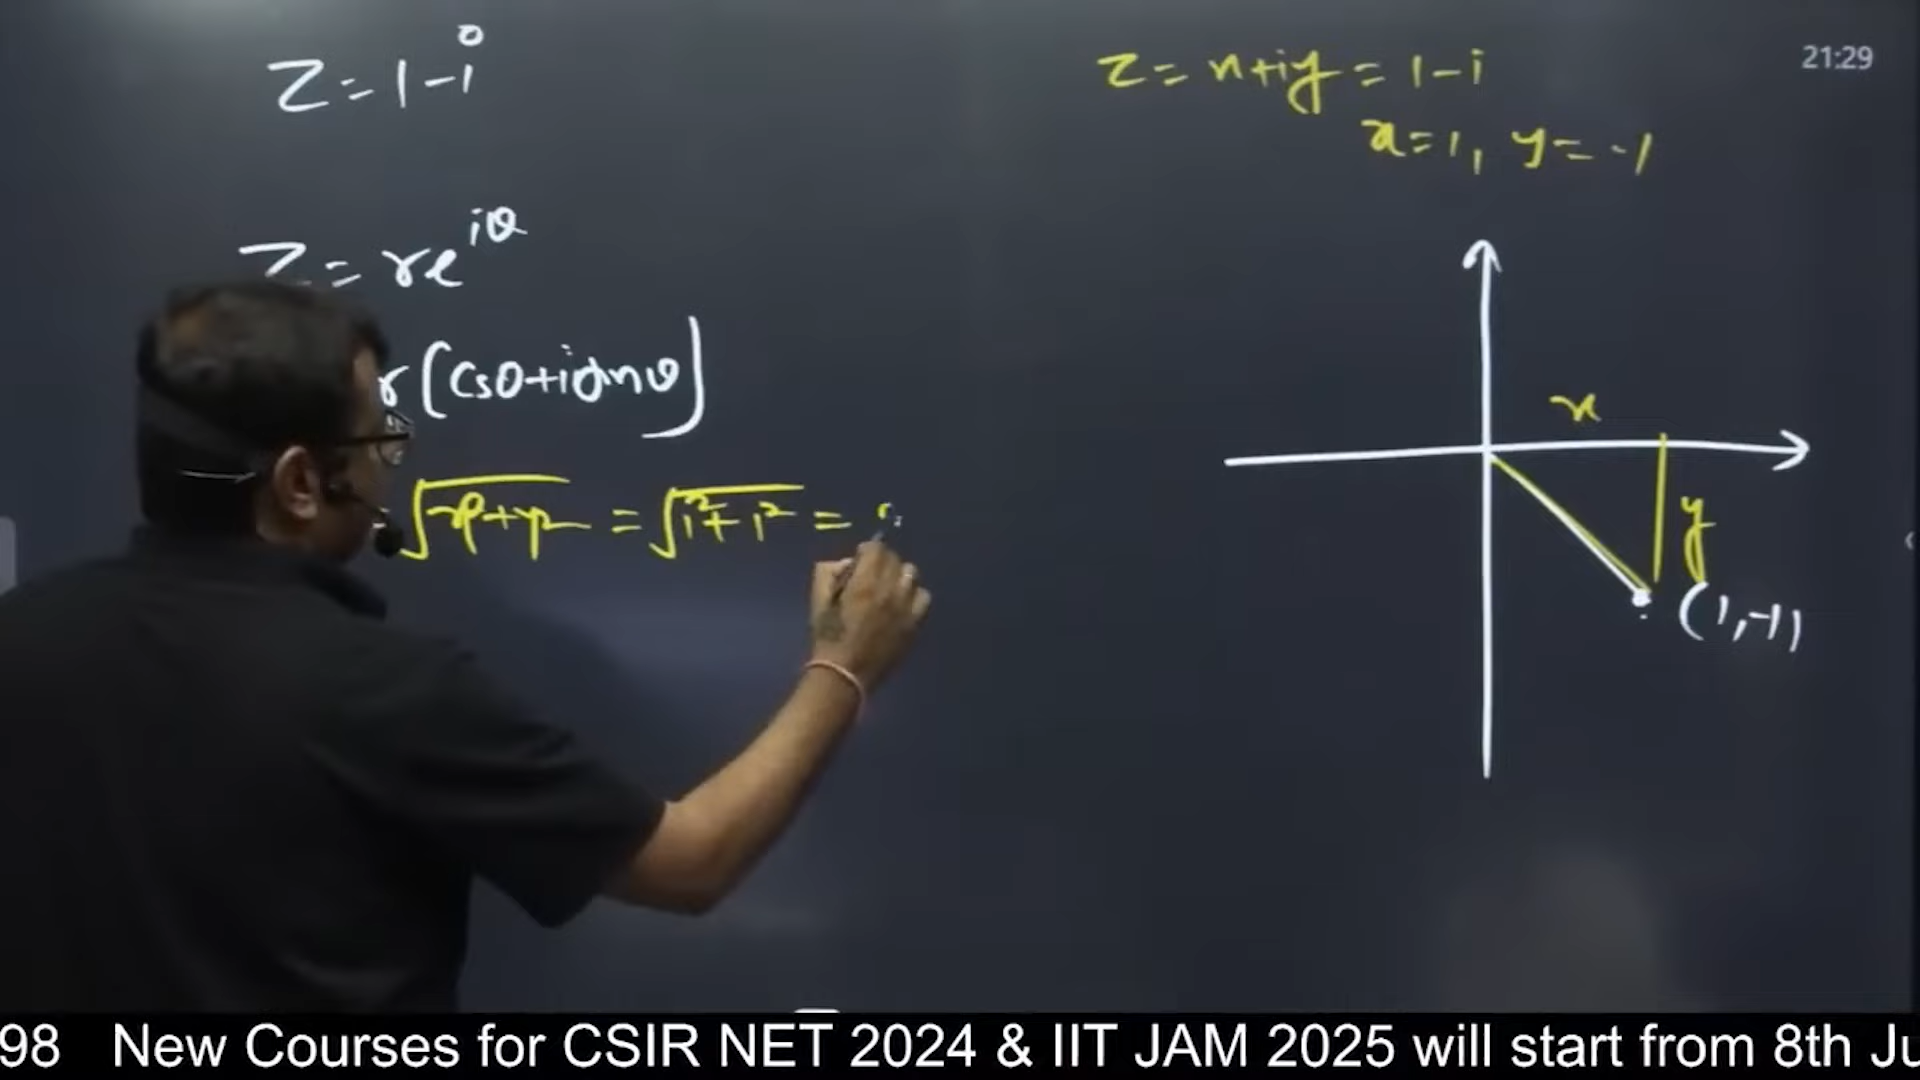 Z = 1 - i
Z = x + iy = 1 - i
x = 1, y = -1
21:29
Z = re^{iθ}
r(Cosθ + i sinθ)
√x² + y² = √1² + 1² =
x
y
(1, -1)
98 New Courses for CSIR NET 2024 & IIT JAM 2025 will start from 8th Ju